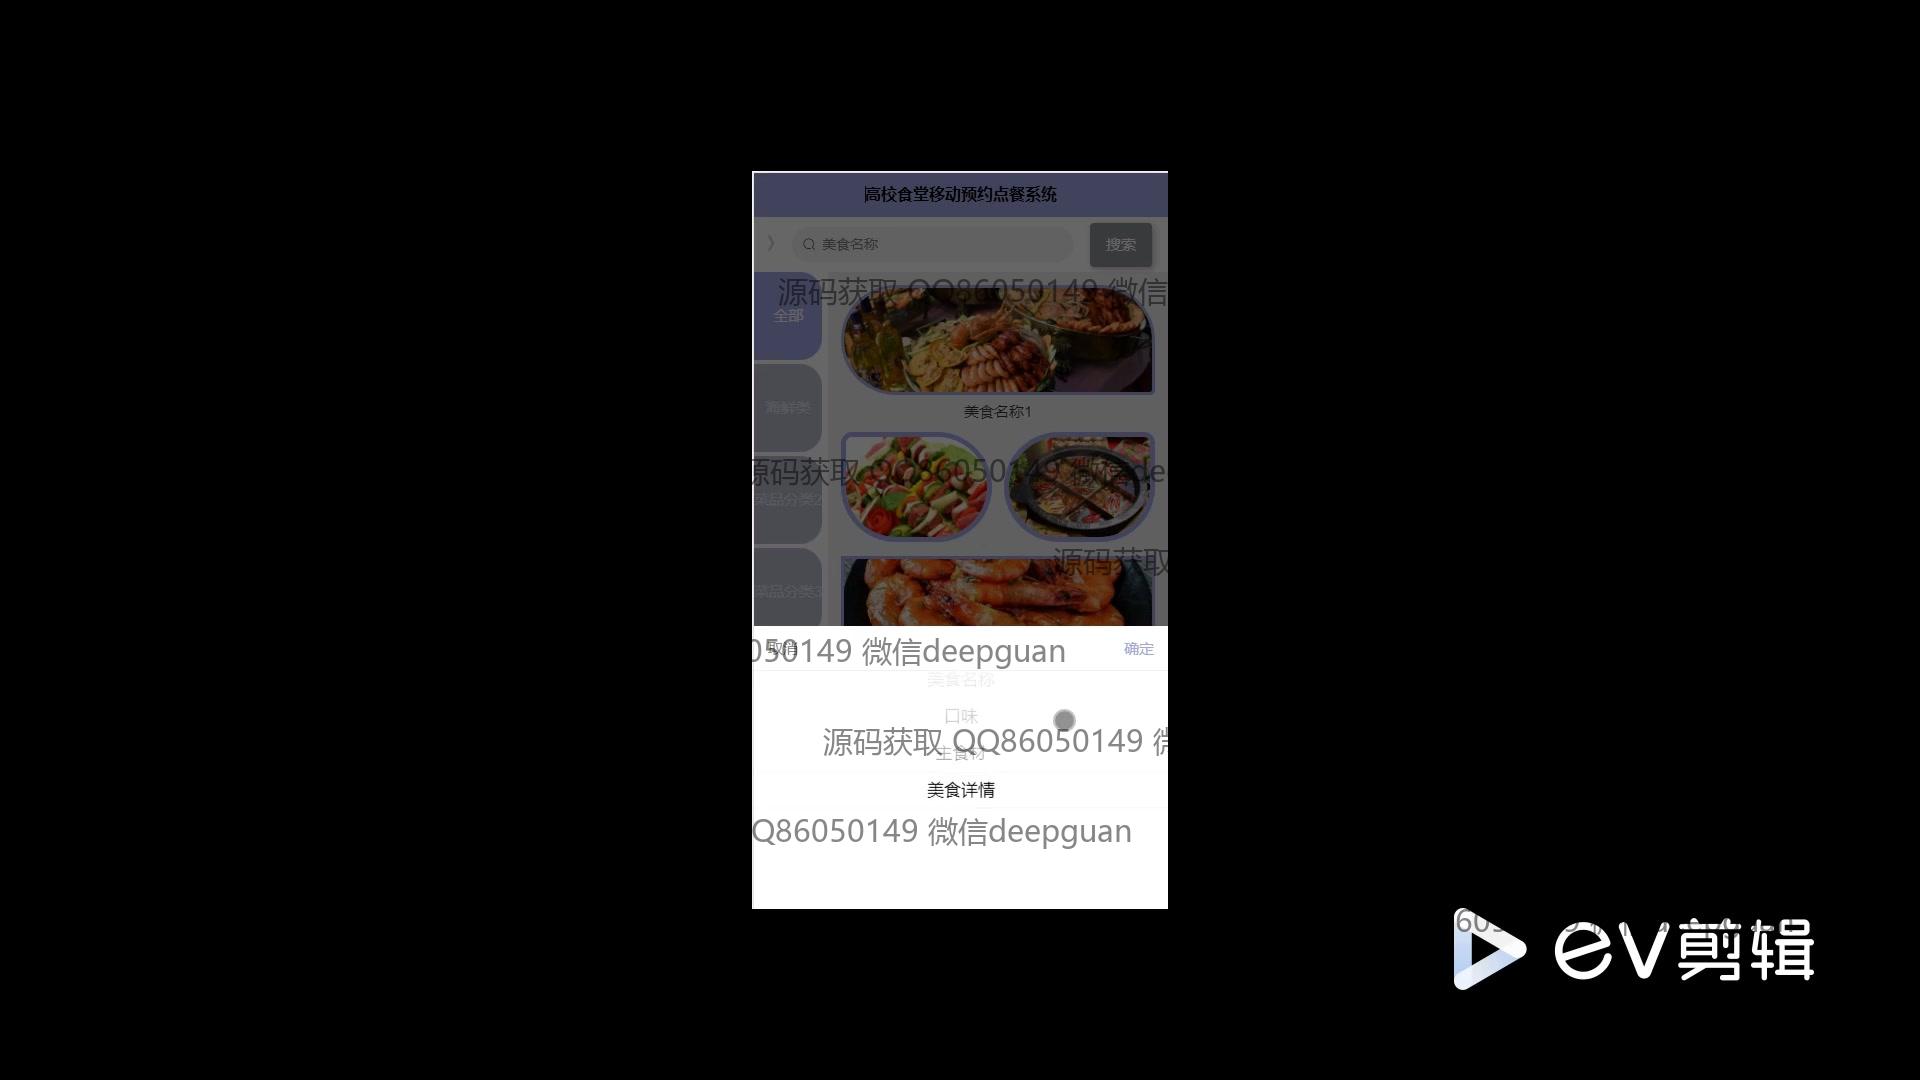 高校食堂移动预约点餐系统
》 美食名称 搜索
源码获取 QQ86050149 微信
全部
海鲜类
美食名称1
源码获取 QQ86050149 微信de
菜品分类2
源码获取
菜品分类3
取消 确定
050149 微信deepguan
美食名称
口味
源码获取 QQ86050149 微
主食材
美食详情
Q86050149 微信deepguan
ev剪辑